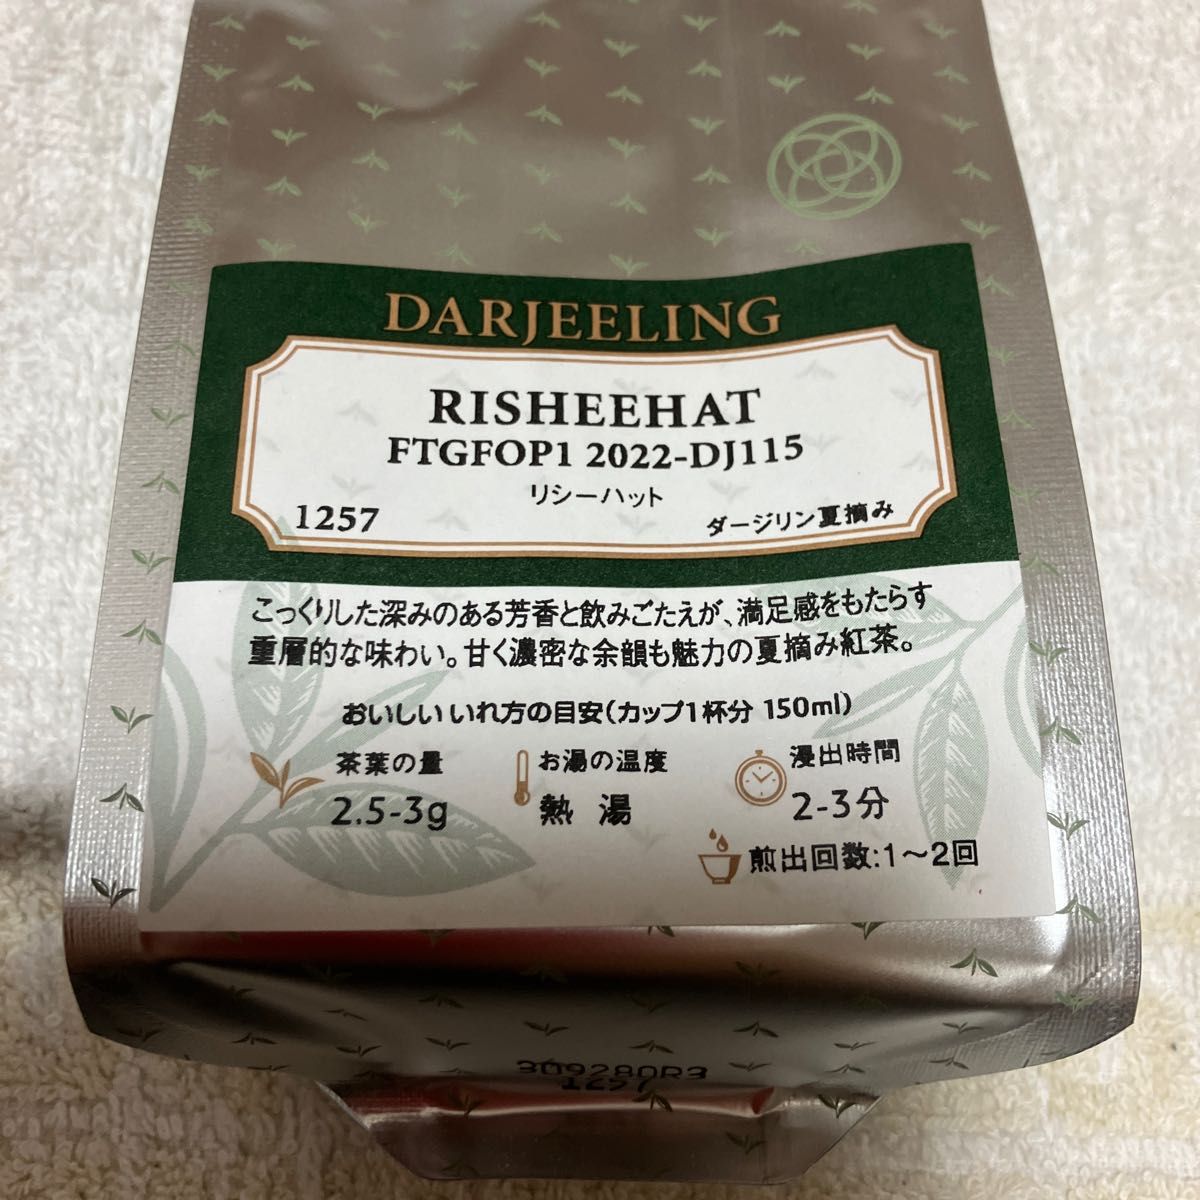 DARJEELING
RISHEEHAT
FTGFOP1 2022-DJ115
リシーハット
1257
ダージリン夏摘み
こっくりした深みのある芳香と飲みごたえが、満足感をもたらす
重層的な味わい。甘く濃密な余韻も魅力の夏摘み紅茶。
おいしいいれ方の目安(カップ1杯分 150ml)
茶葉の量
2.5-3g
お湯の温度
熱湯
浸出時間
2-3分
煎出回数:1～2回
1257